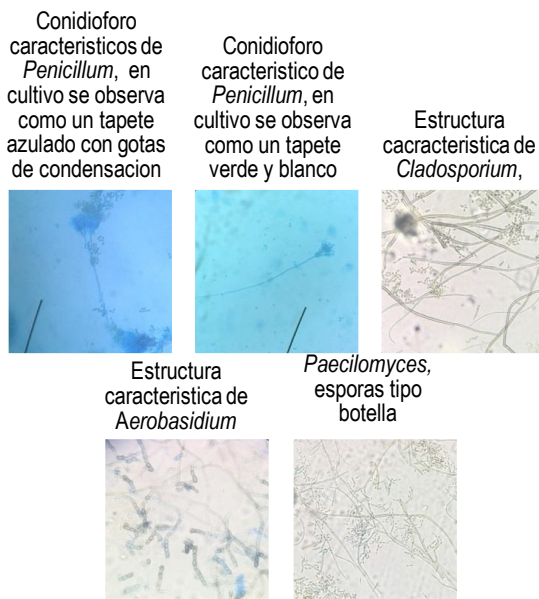 Conidioforo
caracteristicos de
Penicillum, en
cultivo se observa
como un tapete
azulado con gotas
de condensacion
Conidioforo
caracteristico de
Penicillum, en
cultivo se observa
como un tapete
verde y blanco
Estructura
cacracteristica de
Cladosporium,
Estructura
caracteristica de
Aerobasidium
Paecilomyces,
esporas tipo
botella